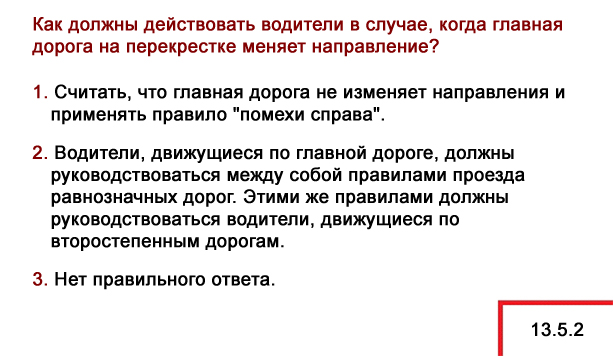 Как должны действовать водители в случае, когда главная
дорога на перекрестке меняет направление?
1. Считать, что главная дорога не изменяет направления и
применять правило "помехи справа".
2. Водители, движущиеся по главной дороге, должны
руководствоваться между собой правилами проезда
равнозначных дорог. Этими же правилами должны
руководствоваться водители, движущиеся по
второстепенным дорогам.
3. Нет правильного ответа.
13.5.2